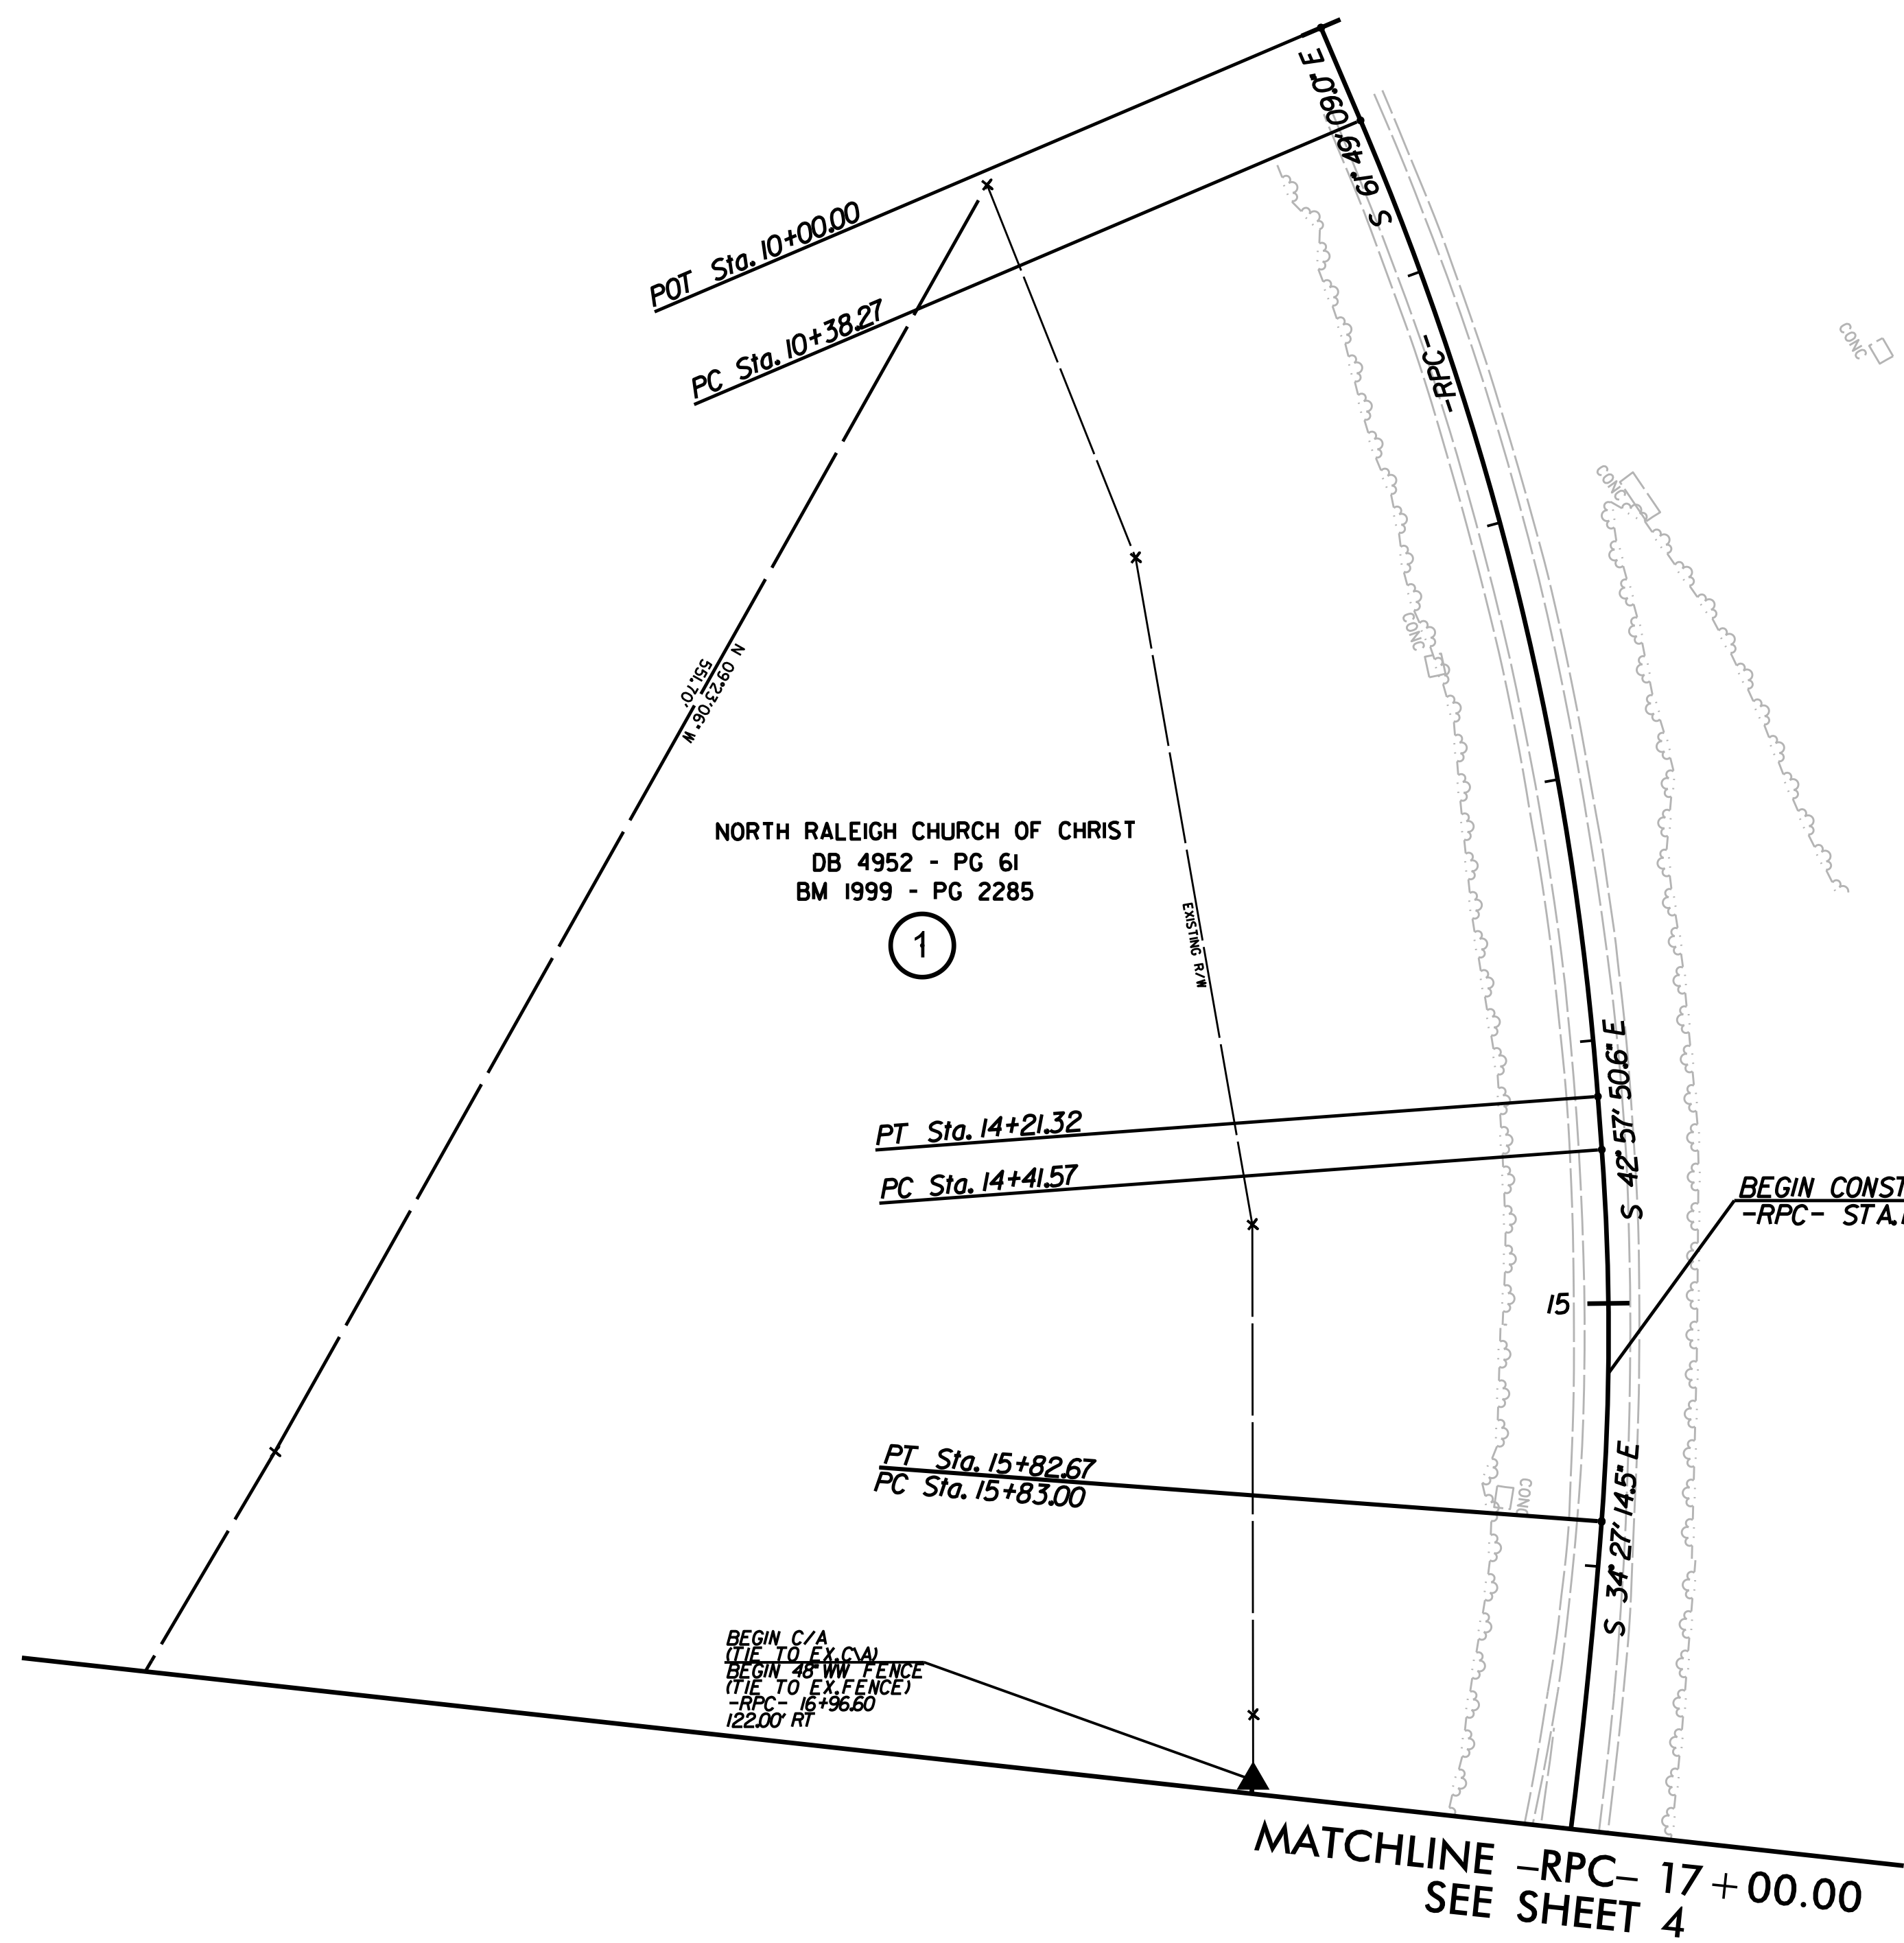 S 61°49'09.0" E
POT Sta. 10+00.00
PC Sta. 10+38.27
-RPC-
CONC
CONC
CONC
N 09°23'06" W
551.70'
NORTH RALEIGH CHURCH OF CHRIST
DB 4952 - PG 61
BM 1999 - PG 2285
1
EXISTING R/W
S 42°57'50.6" E
PT Sta. 14+21.32
PC Sta. 14+41.57
BEGIN CONST
-RPC- STA.
15
PT Sta. 15+82.67
PC Sta. 15+83.00
CONC
S 34°27'14.5" E
BEGIN C/A
(TIE TO EX.C\A)
BEGIN 48" WW FENCE
(TIE TO EX.FENCE)
-RPC- 16+96.60
122.00' RT
MATCHLINE -RPC- 17+00.00
SEE SHEET 4